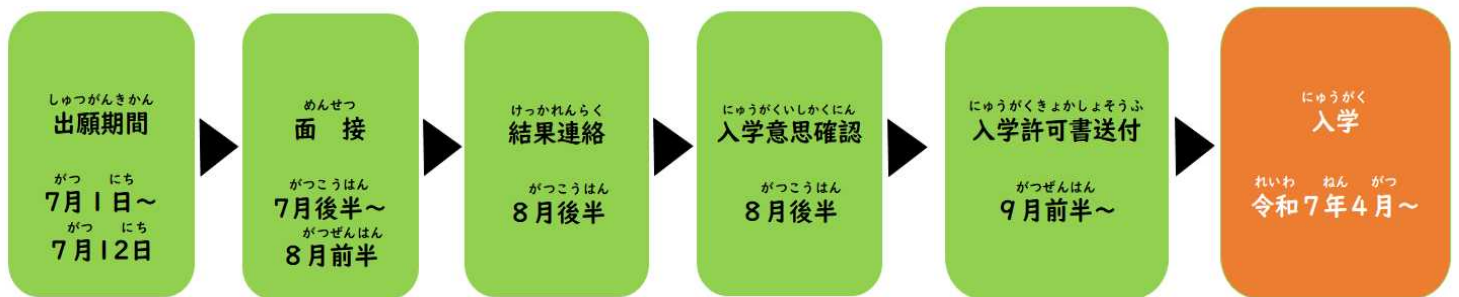 しゅつがんきかん
出願期間
がつ にち
7月1日～
がつ にち
7月12日
めんせつ
面　接
がつこうはん
7月後半～
がつぜんはん
8月前半
けっかれんらく
結果連絡
がつこうはん
8月後半
にゅうがくいしかくにん
入学意思確認
がつこうはん
8月後半
にゅうがくきょかしょそうふ
入学許可書送付
がつぜんはん
9月前半～
にゅうがく
入学
れいわ ねん がつ
令和7年4月～